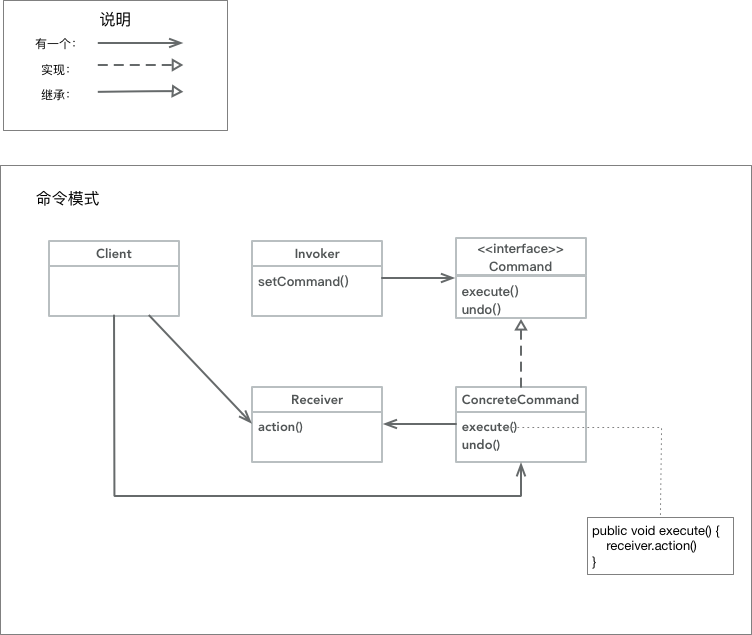 说明
有一个:
实现:
继承:
命令模式
Client
Invoker
setCommand()
<<interface>>
Command
execute()
undo()
Receiver
action()
ConcreteCommand
execute()
undo()
public void execute() {
receiver.action()
}